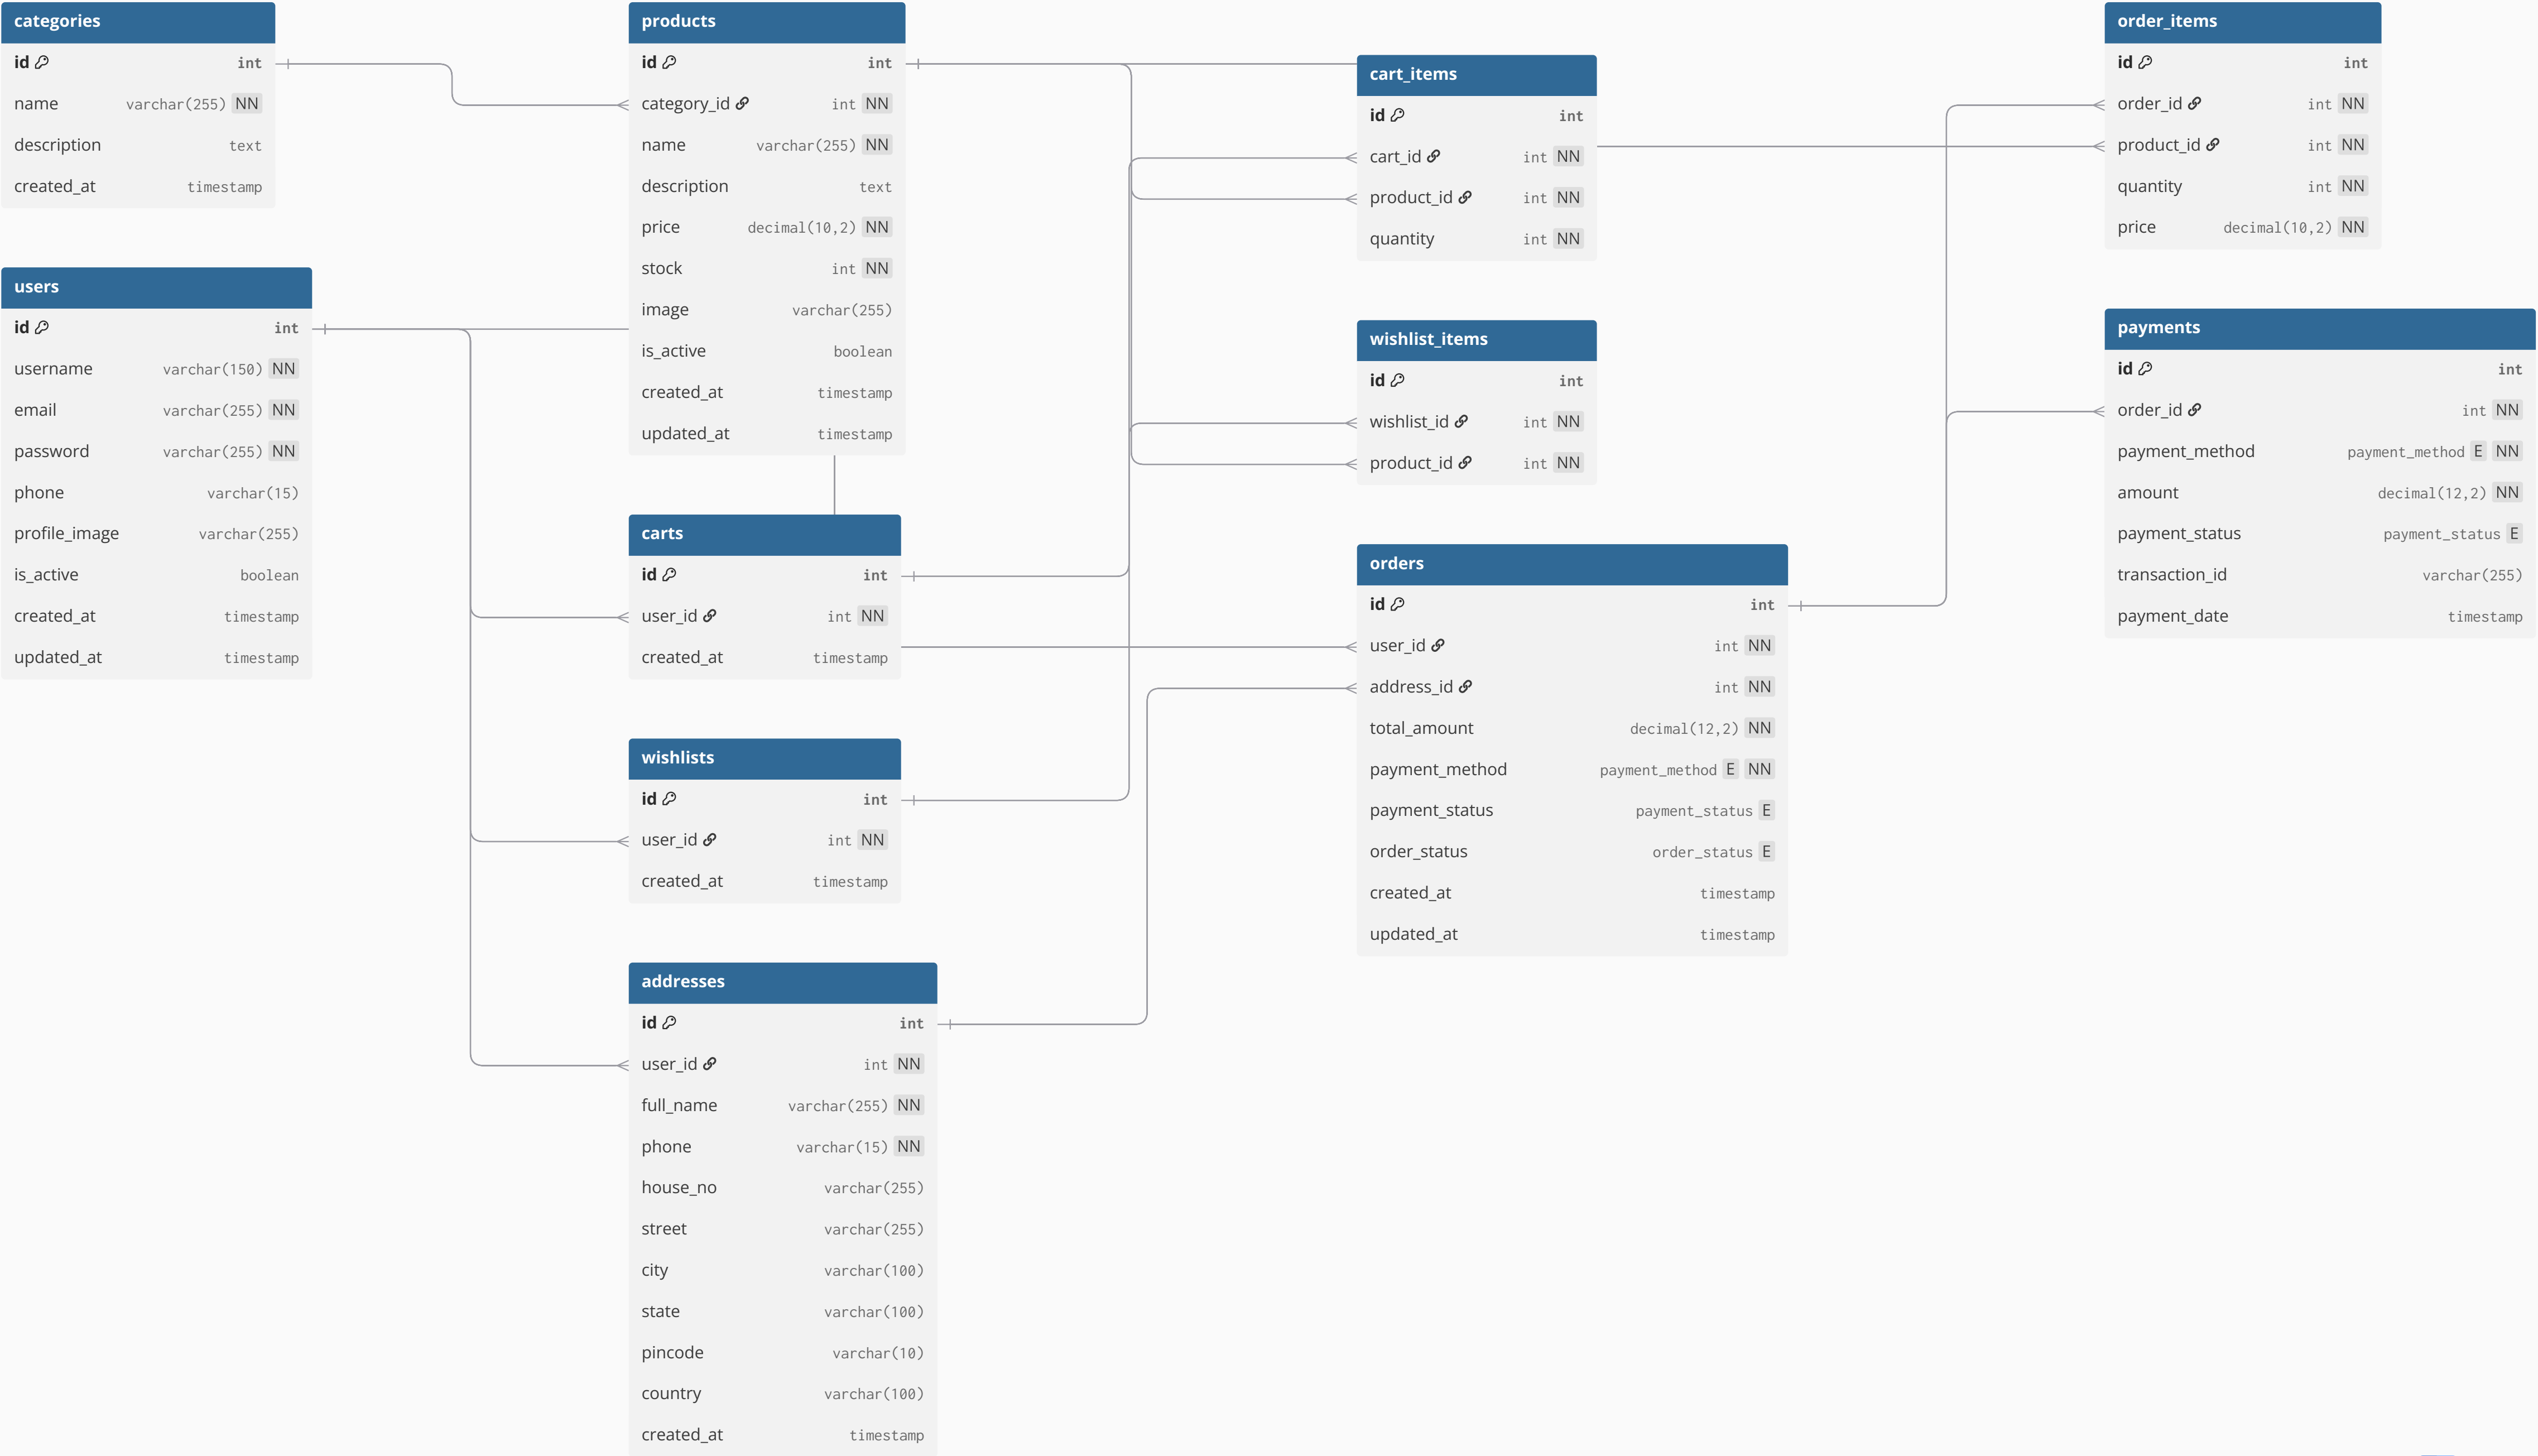 categories
id int
name varchar(255) NN
description text
created_at timestamp
users
id int
username varchar(150) NN
email varchar(255) NN
password varchar(255) NN
phone varchar(15)
profile_image varchar(255)
is_active boolean
created_at timestamp
updated_at timestamp
products
id int
category_id int NN
name varchar(255) NN
description text
price decimal(10,2) NN
stock int NN
image varchar(255)
is_active boolean
created_at timestamp
updated_at timestamp
carts
id int
user_id int NN
created_at timestamp
wishlists
id int
user_id int NN
created_at timestamp
addresses
id int
user_id int NN
full_name varchar(255) NN
phone varchar(15) NN
house_no varchar(255)
street varchar(255)
city varchar(100)
state varchar(100)
pincode varchar(10)
country varchar(100)
created_at timestamp
cart_items
id int
cart_id int NN
product_id int NN
quantity int NN
wishlist_items
id int
wishlist_id int NN
product_id int NN
orders
id int
user_id int NN
address_id int NN
total_amount decimal(12,2) NN
payment_method payment_method E NN
payment_status payment_status E
order_status order_status E
created_at timestamp
updated_at timestamp
order_items
id int
order_id int NN
product_id int NN
quantity int NN
price decimal(10,2) NN
payments
id int
order_id int NN
payment_method payment_method E NN
amount decimal(12,2) NN
payment_status payment_status E
transaction_id varchar(255)
payment_date timestamp